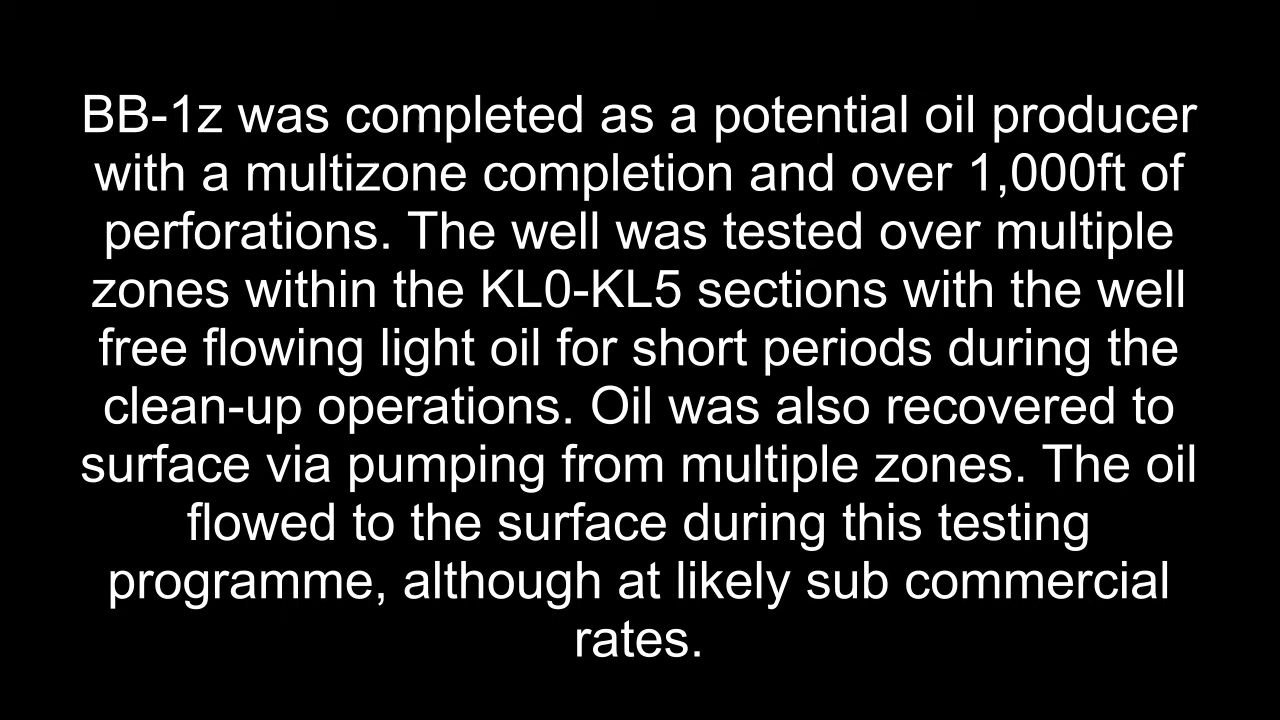 BB-1z was completed as a potential oil producer
with a multizone completion and over 1,000ft of
perforations. The well was tested over multiple
zones within the KL0-KL5 sections with the well
free flowing light oil for short periods during the
clean-up operations. Oil was also recovered to
surface via pumping from multiple zones. The oil
flowed to the surface during this testing
programme, although at likely sub commercial
rates.